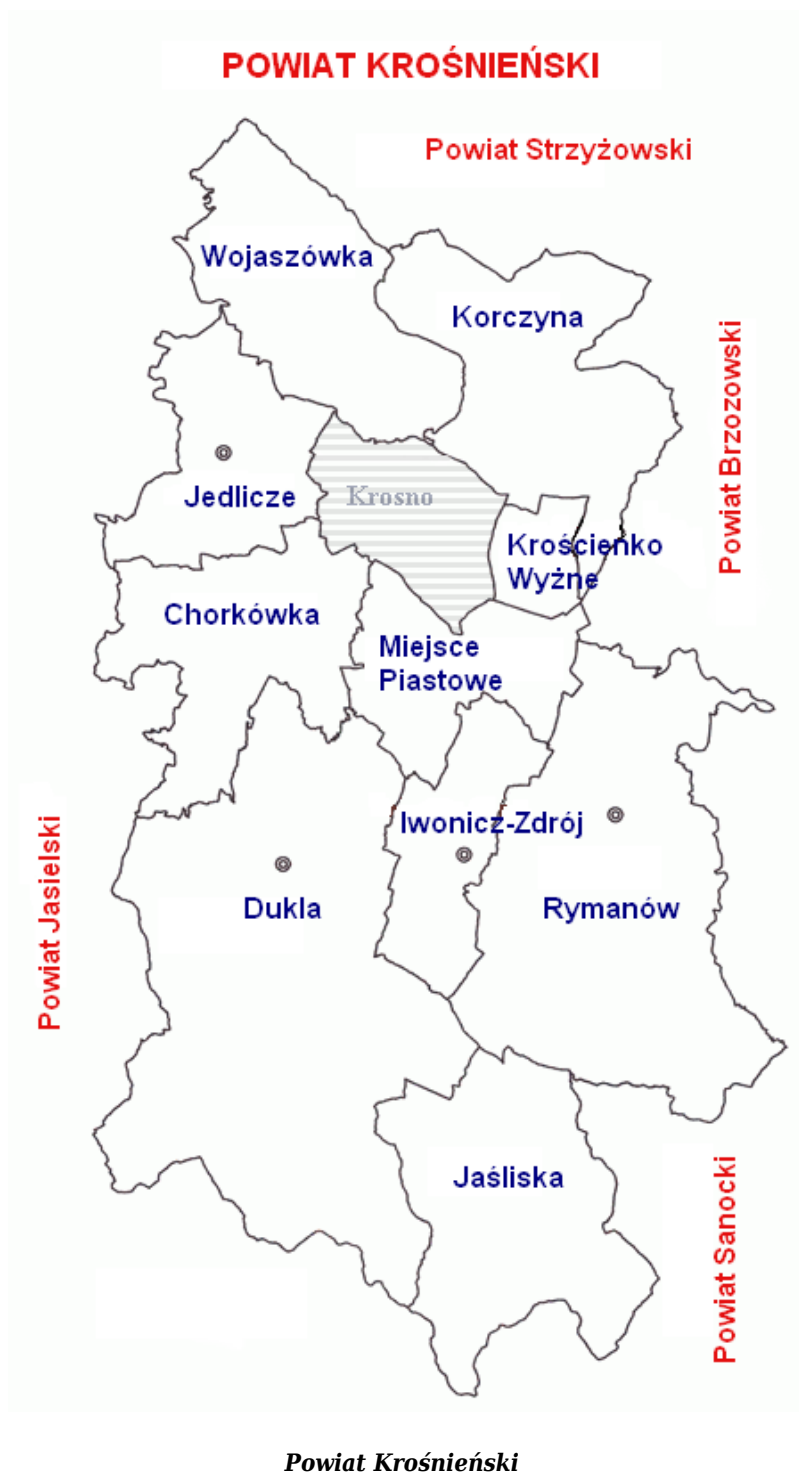 POWIAT KROŚNIEŃSKI
Powiat Strzyżowski
Wojaszówka
Korczyna
Powiat Brzozowski
Jedlicze
Krosno
Krościenko
Wyżne
Chorkówka
Miejsce
Piastowe
Iwonicz-Zdrój
Powiat Jasielski
Dukla
Rymanów
Jaśliska
Powiat Sanocki
Powiat Krośnieński